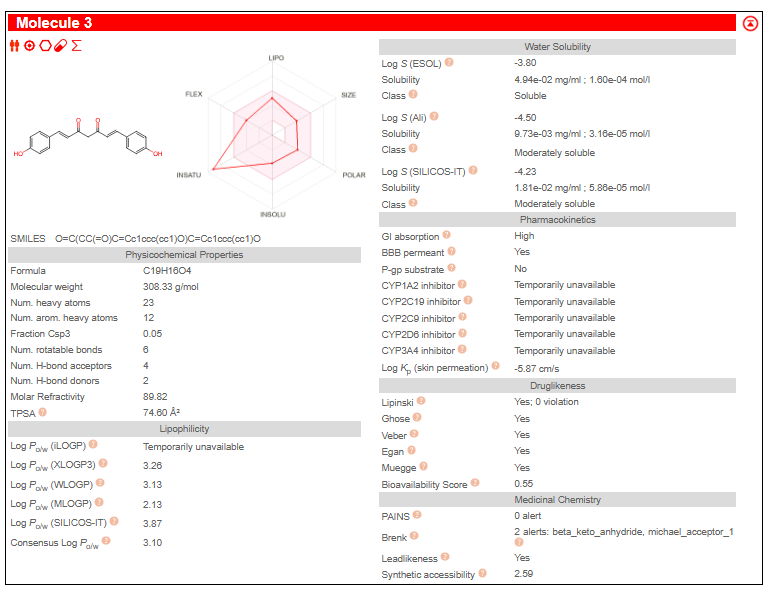 Molecule 3
LIPO
FLEX
SIZE
INSATU
POLAR
INSOLU
O
O
HO
OH
SMILES O=C(CC(=O)C=Cc1ccc(cc1)O)C=Cc1ccc(cc1)O
Physicochemical Properties
Formula C19H16O4
Molecular weight 308.33 g/mol
Num. heavy atoms 23
Num. arom. heavy atoms 12
Fraction Csp3 0.05
Num. rotatable bonds 6
Num. H-bond acceptors 4
Num. H-bond donors 2
Molar Refractivity 89.82
TPSA ? 74.60 Å²
Lipophilicity
Log Po/w (iLOGP) ? Temporarily unavailable
Log Po/w (XLOGP3) ? 3.26
Log Po/w (WLOGP) ? 3.13
Log Po/w (MLOGP) ? 2.13
Log Po/w (SILICOS-IT) ? 3.87
Consensus Log Po/w ? 3.10
Water Solubility
Log S (ESOL) ? -3.80
Solubility 4.94e-02 mg/ml ; 1.60e-04 mol/l
Class ? Soluble
Log S (Ali) ? -4.50
Solubility 9.73e-03 mg/ml ; 3.16e-05 mol/l
Class ? Moderately soluble
Log S (SILICOS-IT) ? -4.23
Solubility 1.81e-02 mg/ml ; 5.86e-05 mol/l
Class ? Moderately soluble
Pharmacokinetics
GI absorption ? High
BBB permeant ? Yes
P-gp substrate ? No
CYP1A2 inhibitor ? Temporarily unavailable
CYP2C19 inhibitor ? Temporarily unavailable
CYP2C9 inhibitor ? Temporarily unavailable
CYP2D6 inhibitor ? Temporarily unavailable
CYP3A4 inhibitor ? Temporarily unavailable
Log Kp (skin permeation) ? -5.87 cm/s
Druglikeness
Lipinski ? Yes; 0 violation
Ghose ? Yes
Veber ? Yes
Egan ? Yes
Muegge ? Yes
Bioavailability Score ? 0.55
Medicinal Chemistry
PAINS ? 0 alert
Brenk ? 2 alerts: beta_keto_anhydride, michael_acceptor_1 ?
Leadlikeness ? Yes
Synthetic accessibility ? 2.59